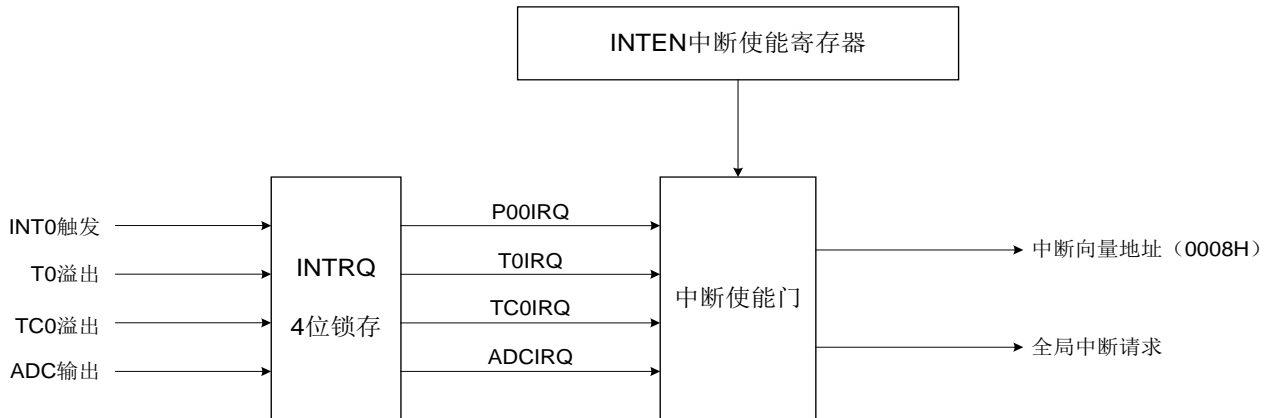 INTEN中断使能寄存器
INT0触发
T0溢出
TC0溢出
ADC输出
INTRQ
4位锁存
P00IRQ
T0IRQ
TC0IRQ
ADCIRQ
中断使能门
中断向量地址（0008H）
全局中断请求